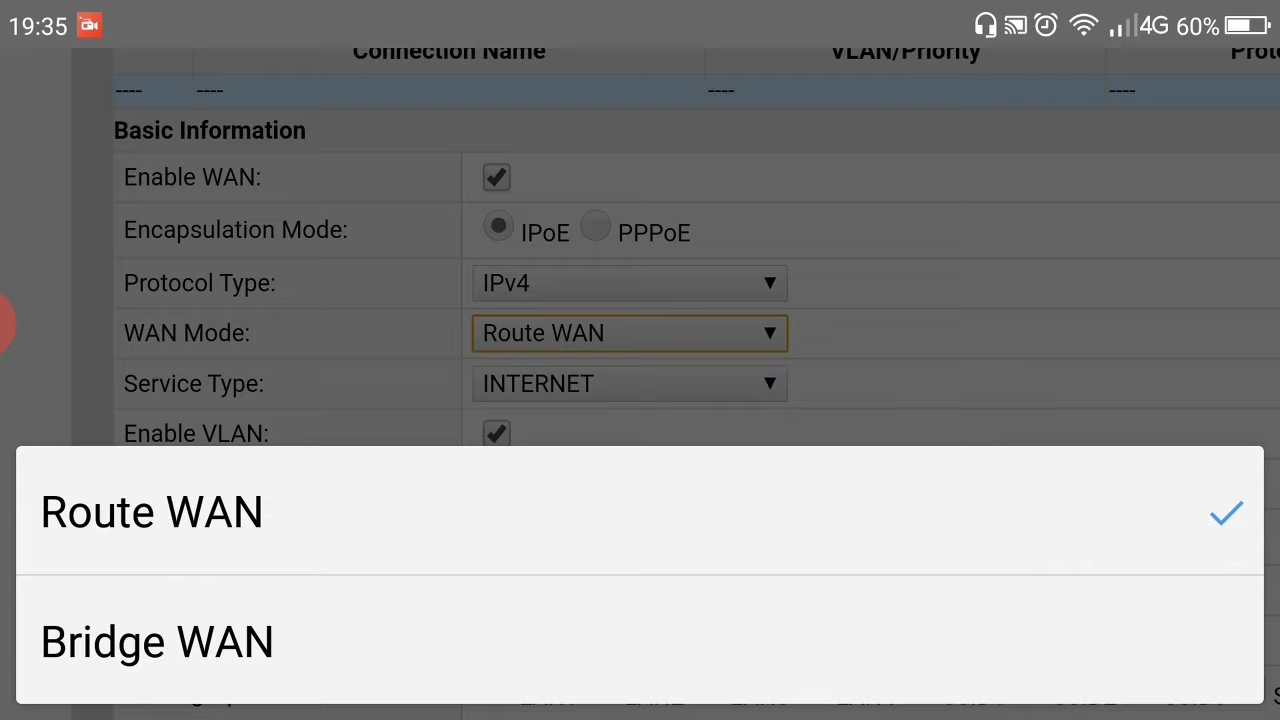 19:35 4G 60%
Connection Name VLAN/Priority
---- ---- ---- ----
Basic Information
Enable WAN:
Encapsulation Mode: IPoE PPPoE
Protocol Type: IPv4
WAN Mode: Route WAN
Service Type: INTERNET
Enable VLAN:
Route WAN
Bridge WAN